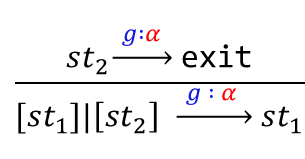 st₂ —g:α→ exit
[st₁]|[st₂] —g : α→ st₁